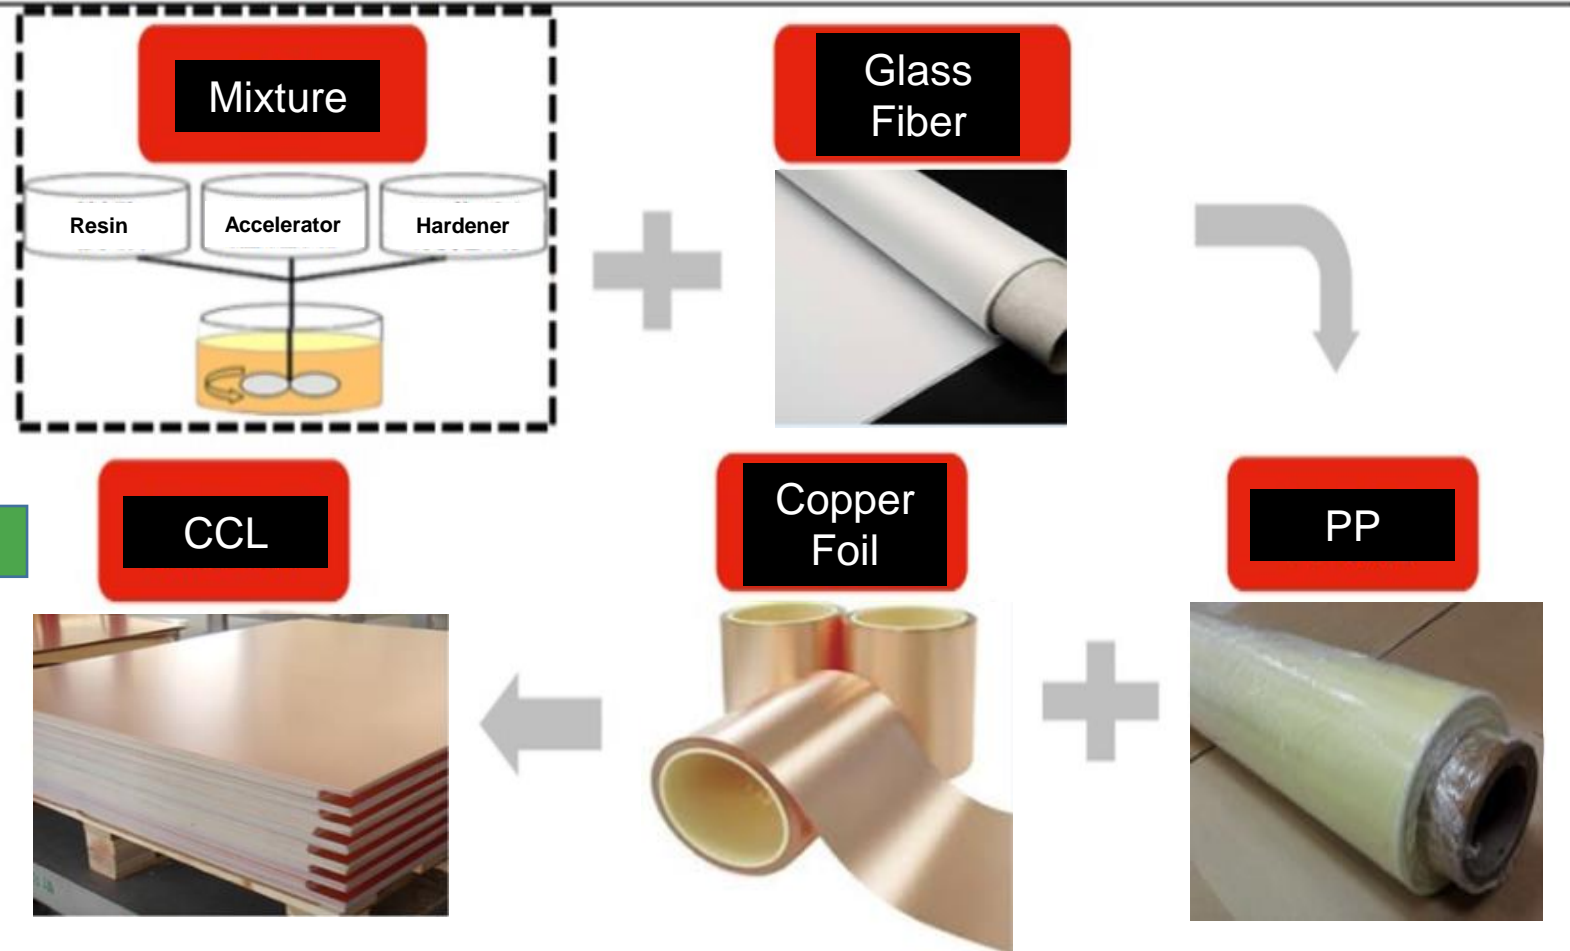 Mixture
Glass
Fiber
Resin
Accelerator
Hardener
CCL
Copper
Foil
PP